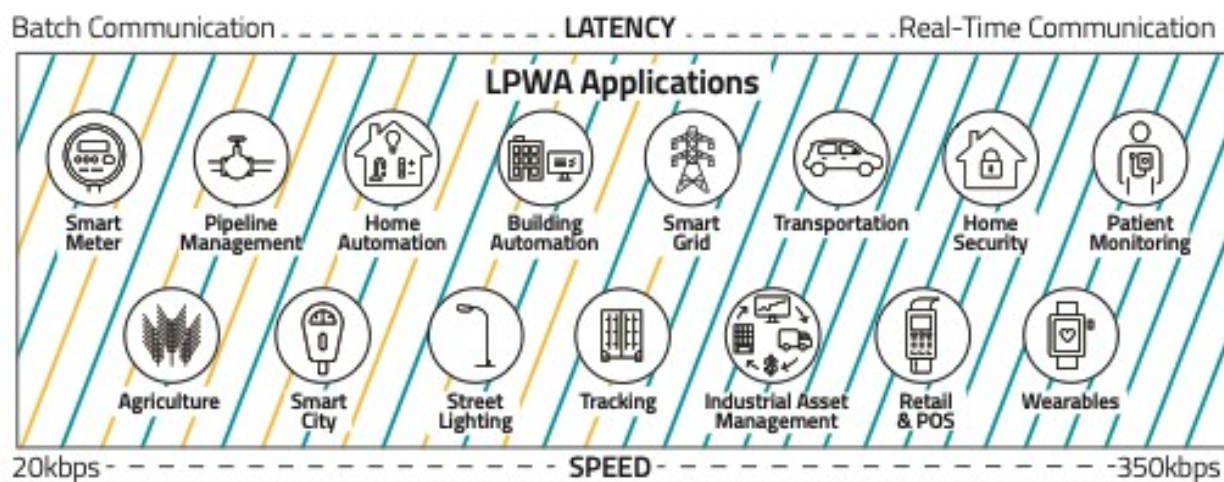 Batch Communication LATENCY Real-Time Communication
LPWA Applications
Smart
Meter
Pipeline
Management
Home
Automation
Building
Automation
Smart
Grid
Transportation
Home
Security
Patient
Monitoring
Agriculture
Smart
City
Street
Lighting
Tracking
Industrial Asset
Management
Retail
& POS
Wearables
20kbps SPEED 350kbps